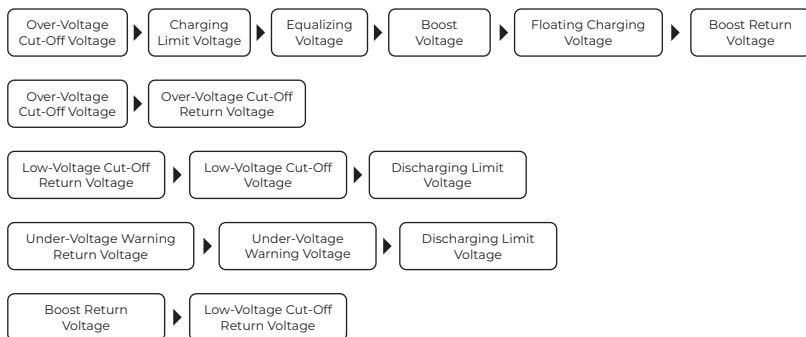 Over-Voltage
Cut-Off Voltage
Charging
Limit Voltage
Equalizing
Voltage
Boost
Voltage
Floating Charging
Voltage
Boost Return
Voltage
Over-Voltage
Cut-Off Voltage
Over-Voltage Cut-Off
Return Voltage
Low-Voltage Cut-Off
Return Voltage
Low-Voltage Cut-Off
Voltage
Discharging Limit
Voltage
Under-Voltage Warning
Return Voltage
Under-Voltage
Warning Voltage
Discharging Limit
Voltage
Boost Return
Voltage
Low-Voltage Cut-Off
Return Voltage